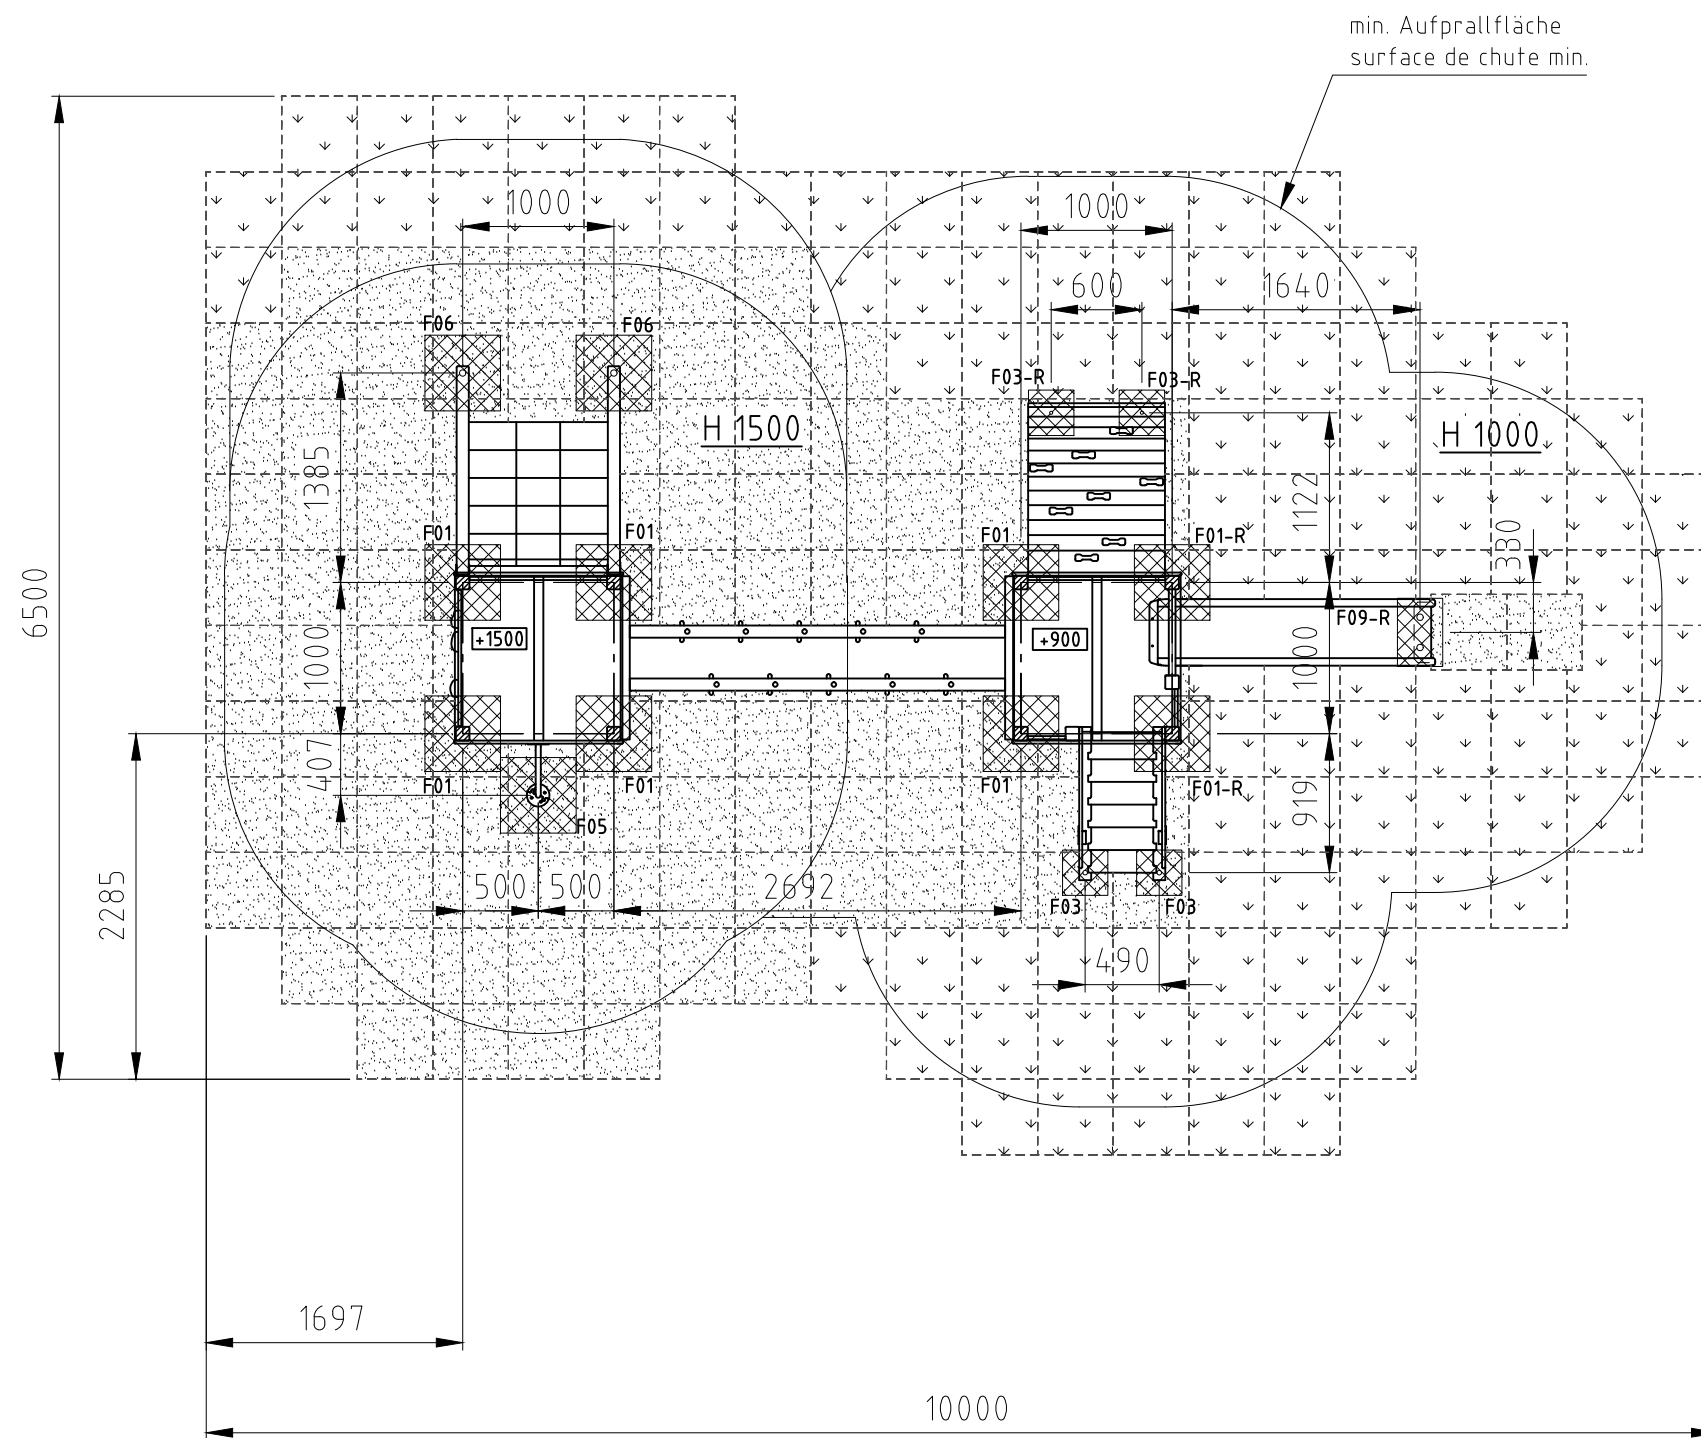 min. Aufprallfläche
surface de chute min.
1000
1000
600
1640
F06
F06
F03-R
F03-R
H 1500
H 1000
1385
1122
330
F01
F01
F01
F01-R
6500
+1500
+900
F09-R
1000
1000
407
F01
F01
F01
F01-R
919
F05
500
500
2692
2285
F03
F03
490
1697
10000